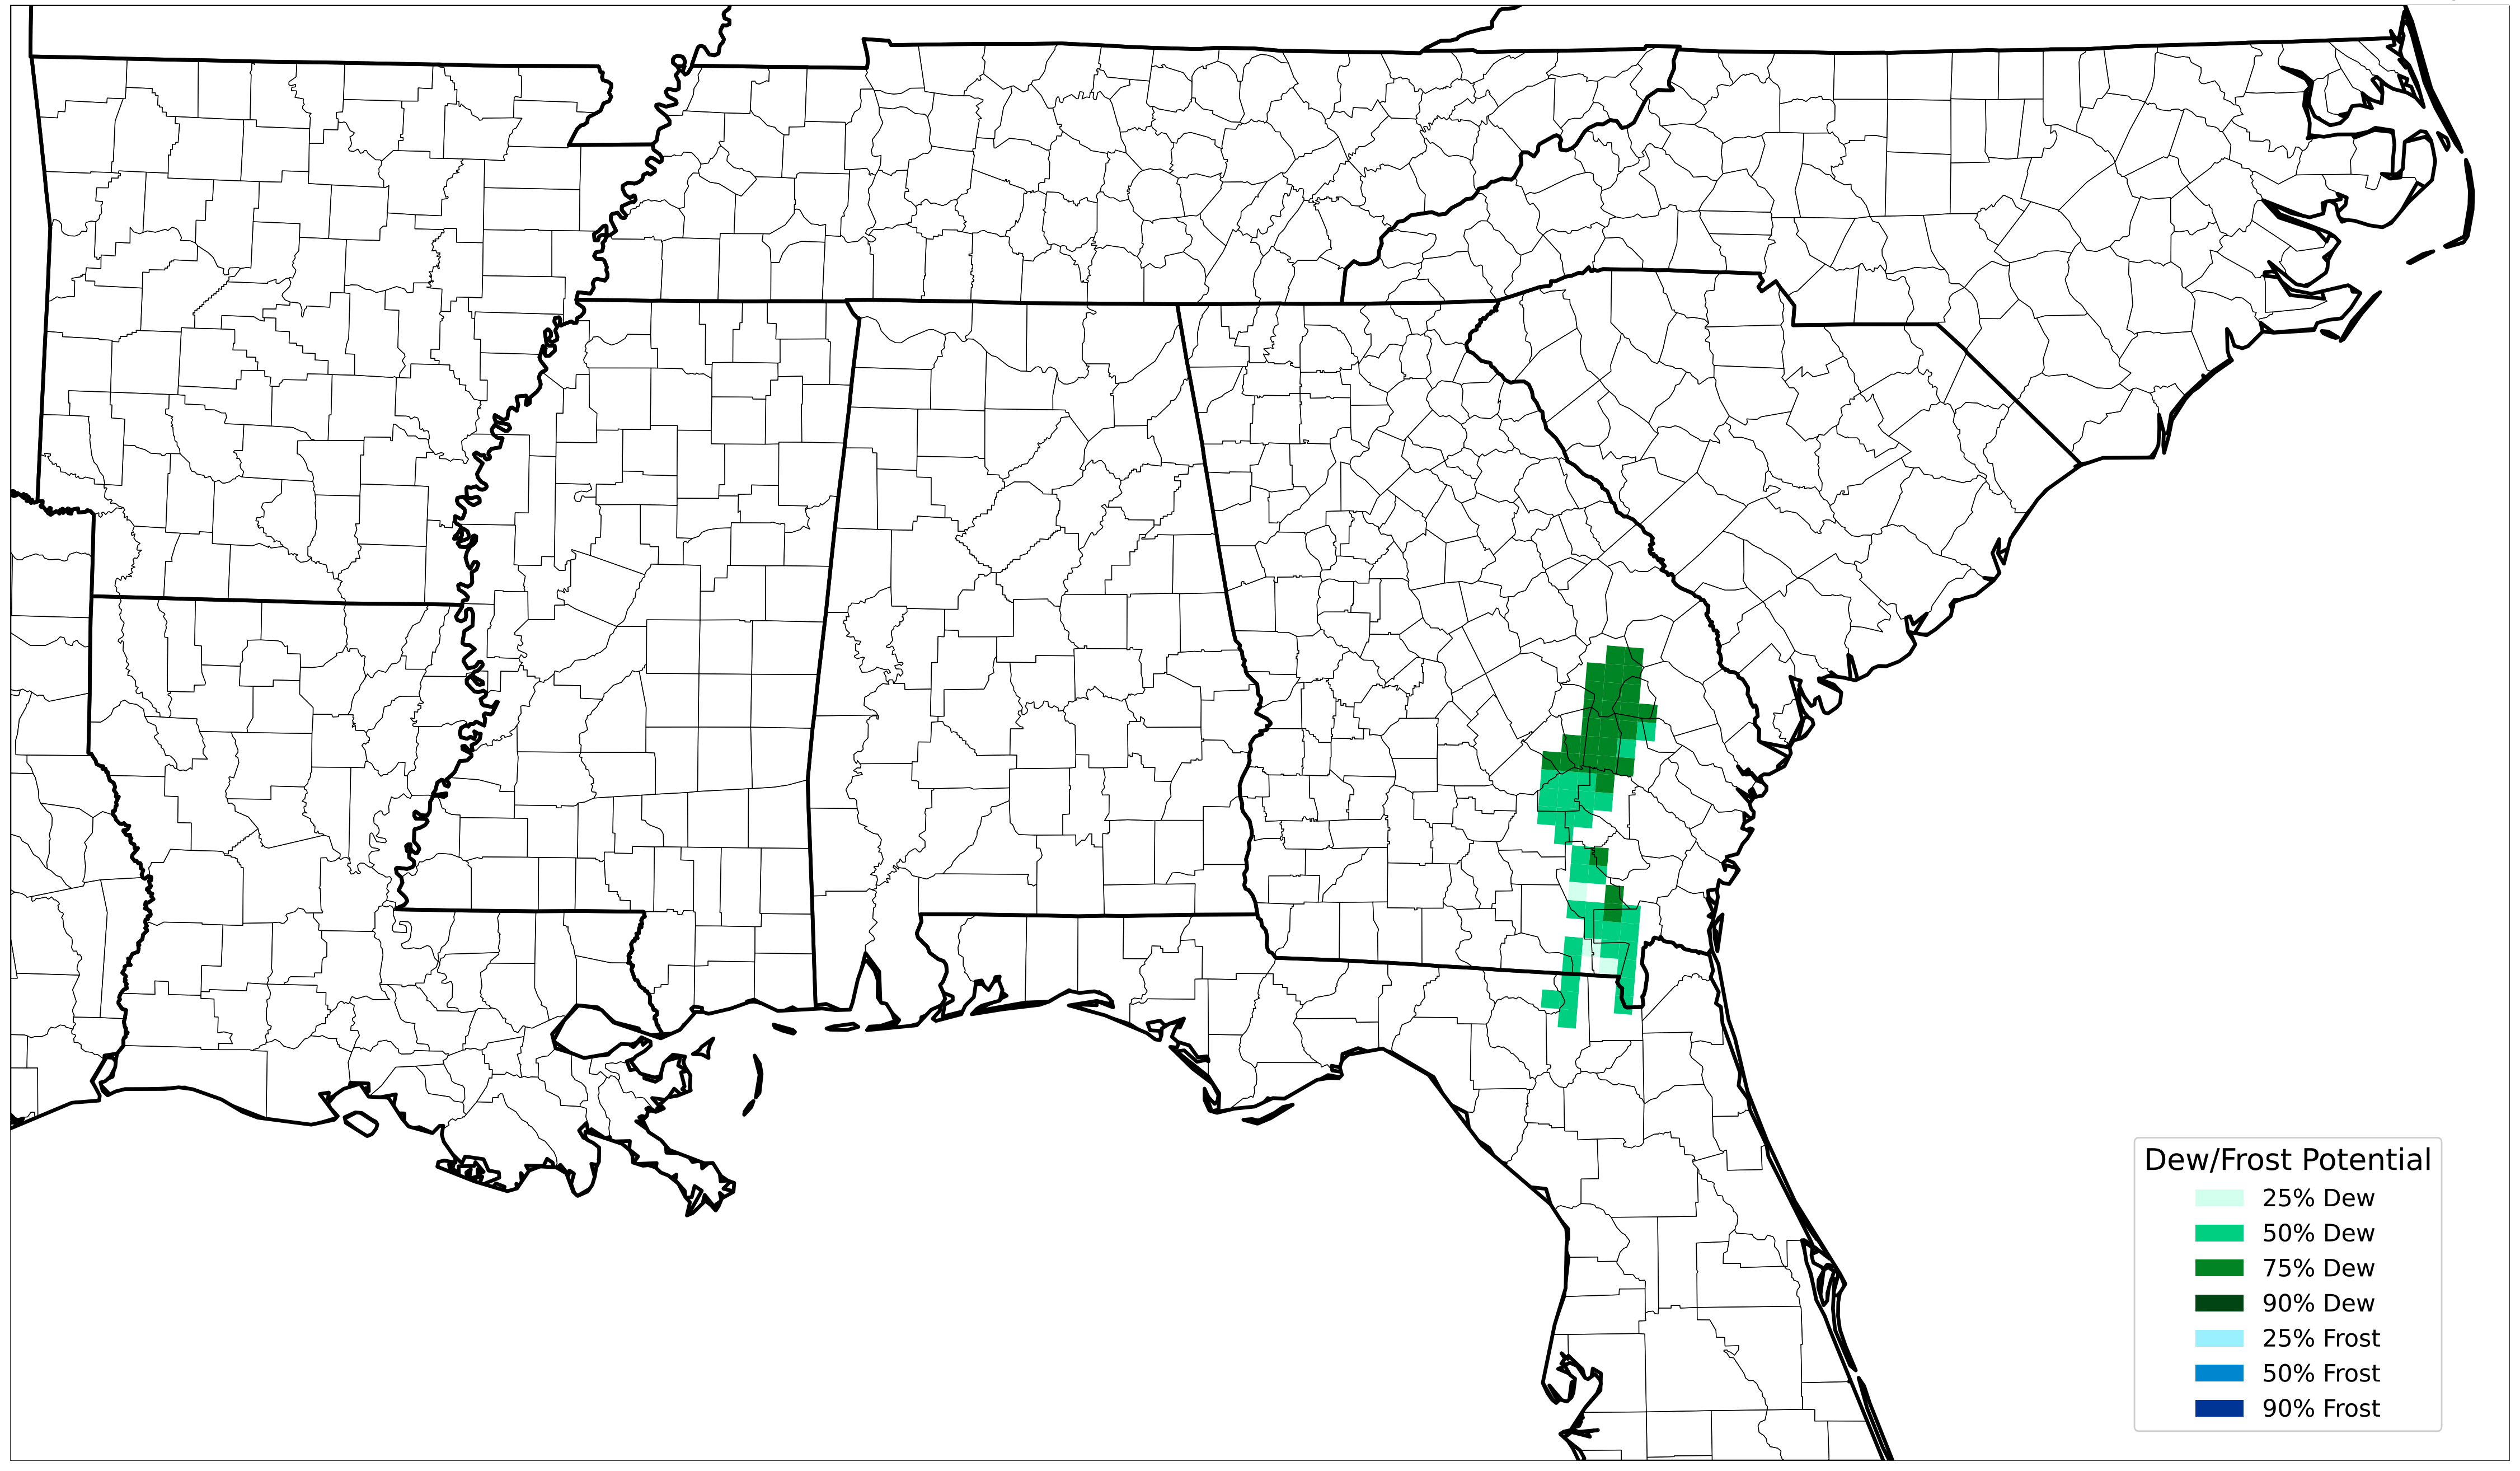 Dew/Frost Potential
25% Dew
50% Dew
75% Dew
90% Dew
25% Frost
50% Frost
90% Frost